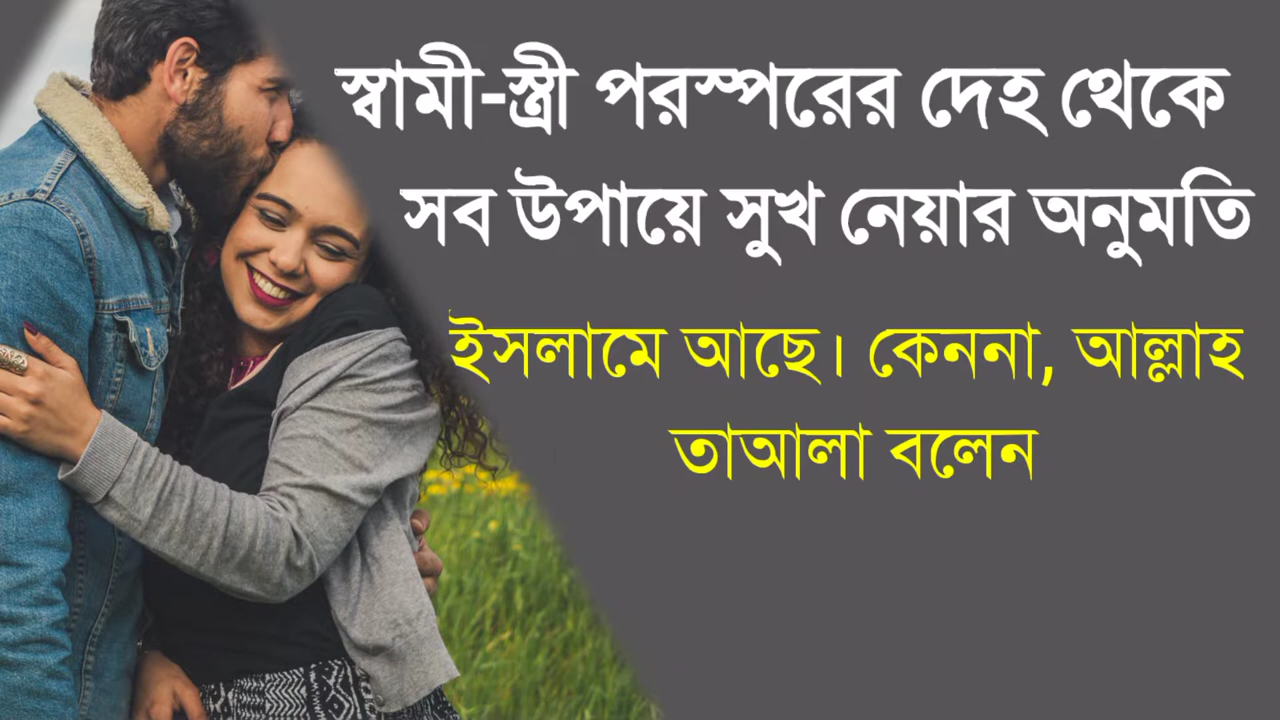 স্বামী-স্ত্রী পরস্পরের দেহ থেকে
সব উপায়ে সুখ নেয়ার অনুমতি
ইসলামে আছে। কেননা, আল্লাহ
তাআলা বলেন